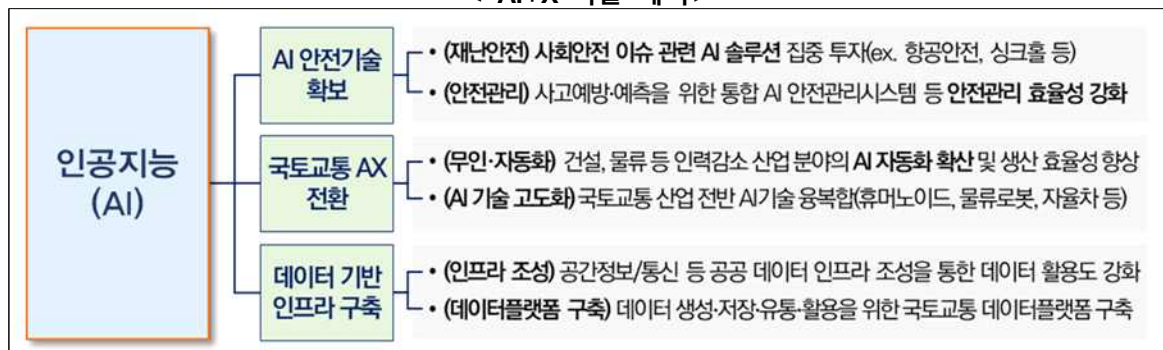 인공지능
(AI)
AI 안전기술
확보
• (재난안전) 사회안전 이슈 관련 AI 솔루션 집중 투자(ex. 항공안전, 싱크홀 등)
• (안전관리) 사고예방·예측을 위한 통합 AI 안전관리시스템 등 안전관리 효율성 강화
국토교통 AX
전환
• (무인·자동화) 건설, 물류 등 인력감소 산업 분야의 AI 자동화 확산 및 생산 효율성 향상
• (AI 기술 고도화) 국토교통 산업 전반 AI기술 융복합(휴머노이드, 물류로봇, 자율차 등)
데이터 기반
인프라 구축
• (인프라 조성) 공간정보/통신 등 공공 데이터 인프라 조성을 통한 데이터 활용도 강화
• (데이터플랫폼 구축) 데이터 생성·저장·유통·활용을 위한 국토교통 데이터플랫폼 구축